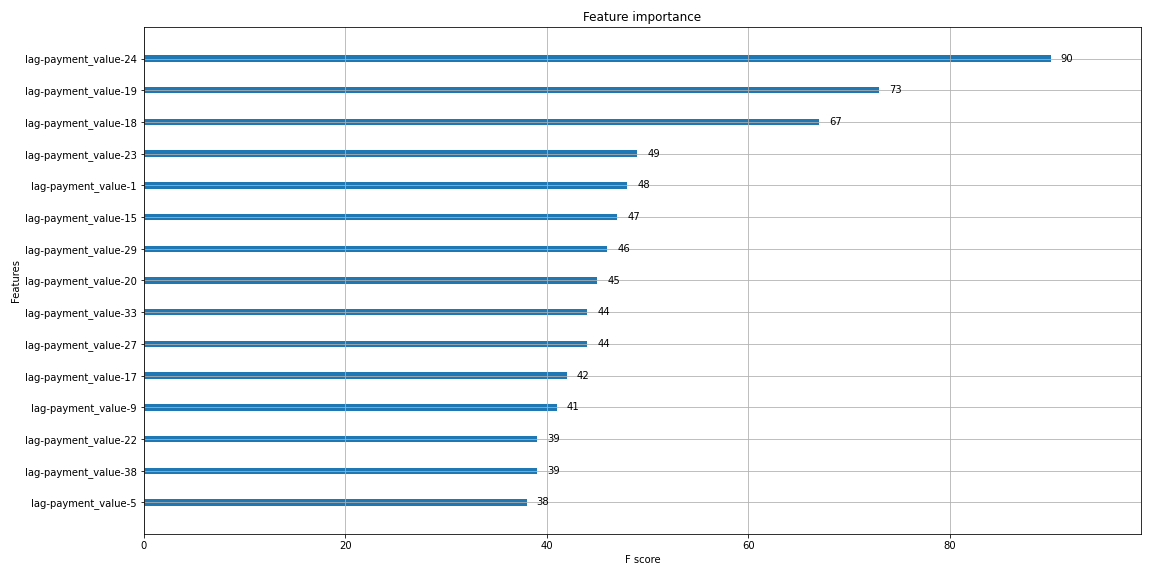 Feature importance
lag-payment_value-24 90
lag-payment_value-19 73
lag-payment_value-18 67
lag-payment_value-23 49
lag-payment_value-1 48
lag-payment_value-15 47
lag-payment_value-29 46
lag-payment_value-20 45
lag-payment_value-33 44
lag-payment_value-27 44
lag-payment_value-17 42
lag-payment_value-9 41
lag-payment_value-22 39
lag-payment_value-38 39
lag-payment_value-5 38
Features
0 20 40 60 80
F score